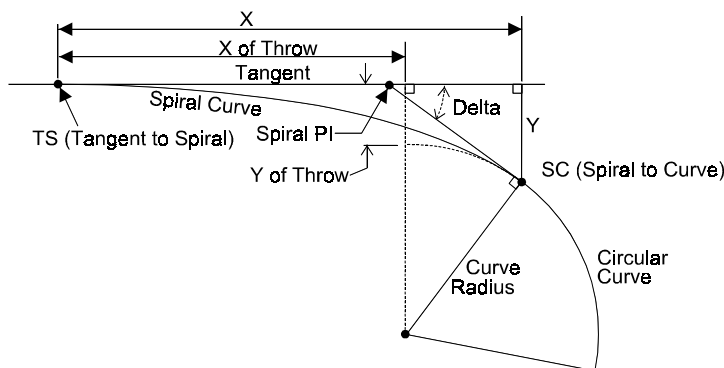 X
X of Throw
Tangent
Spiral Curve
Delta
TS (Tangent to Spiral)
Spiral PI
Y
Y of Throw
SC (Spiral to Curve)
Curve
Radius
Circular
Curve